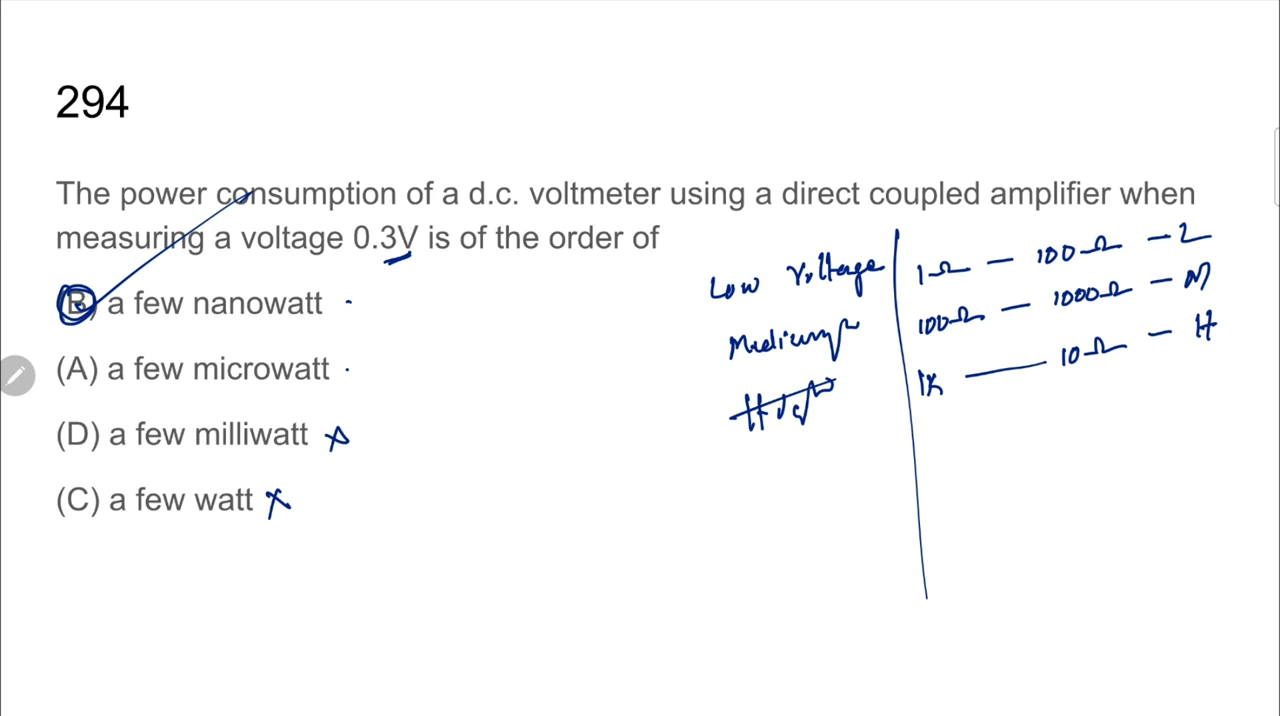 294
The power consumption of a d.c. voltmeter using a direct coupled amplifier when
measuring a voltage 0.3V is of the order of
(B) a few nanowatt
(A) a few microwatt
(D) a few milliwatt
(C) a few watt
Low Voltage
Medium
1Ω — 100Ω — L
100Ω — 1000Ω — M
1K — 10Ω — H